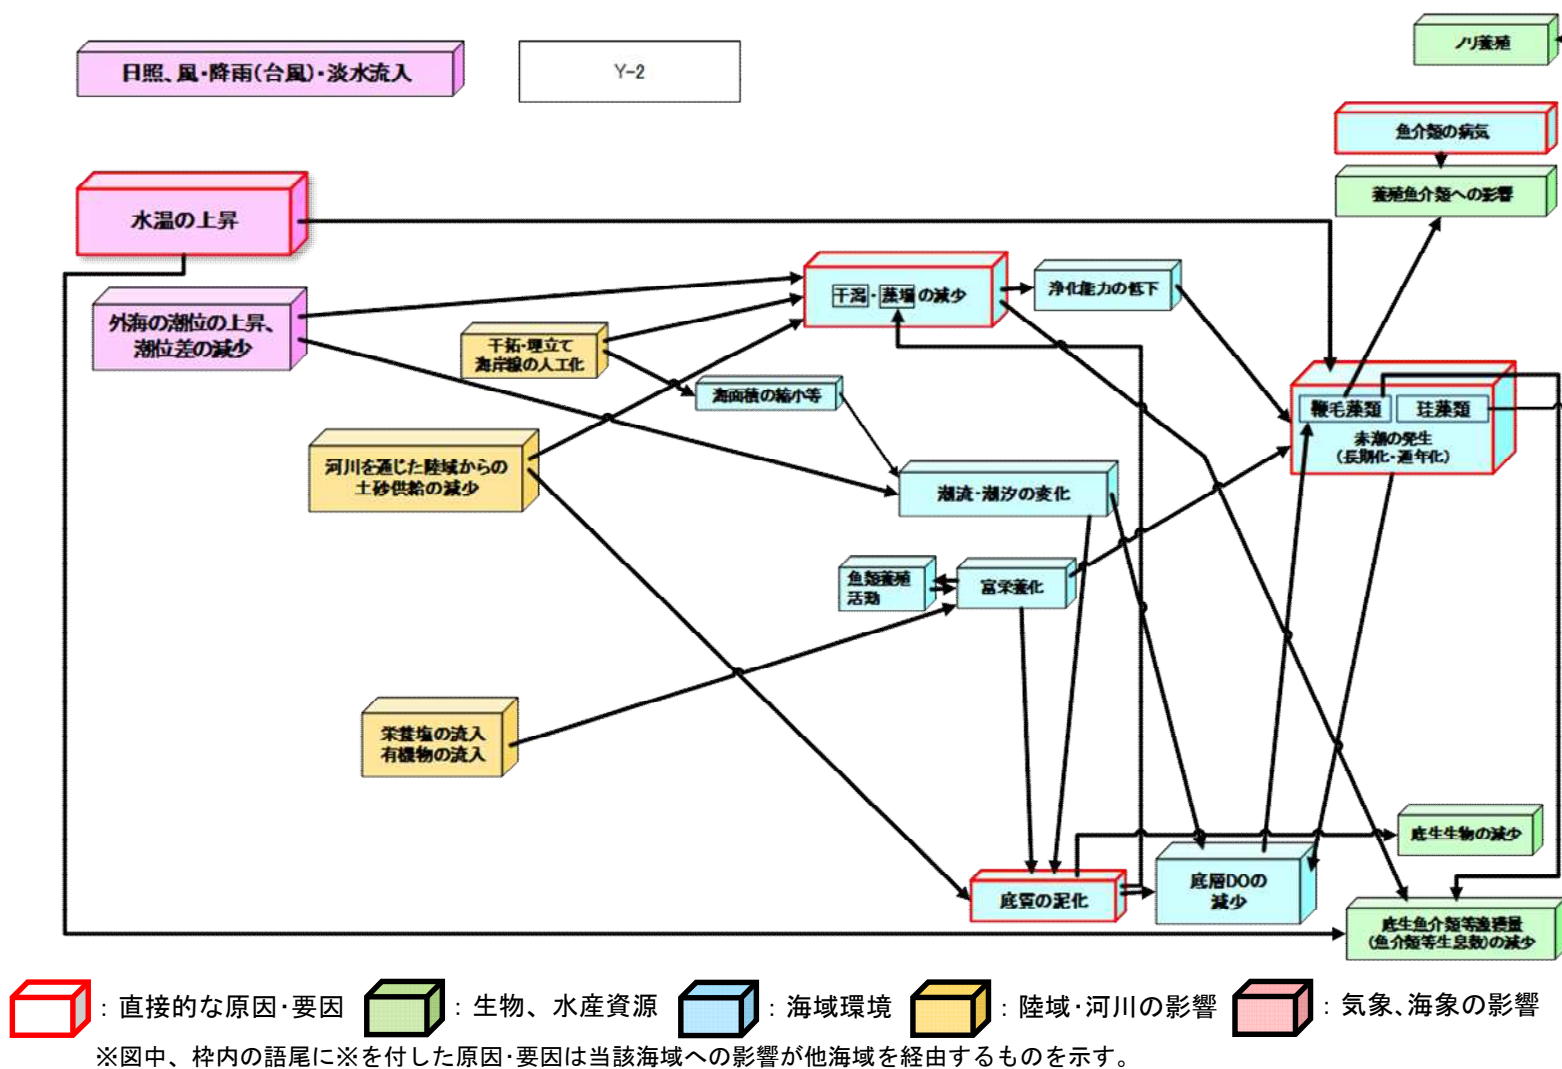 日照、風・降雨(台風)・淡水流入
Y-2
ノリ養殖
魚介類の病気
養殖魚介類への影響
水温の上昇
外海の潮位の上昇、
潮位差の減少
干潟・藻場の減少
浄化能力の低下
干拓・埋立て
海岸線の人工化
海面積の縮小等
鞭毛藻類
珪藻類
赤潮の発生
(長期化・通年化)
河川を通じた陸域からの
土砂供給の減少
潮流・潮汐の変化
魚類養殖
活動
富栄養化
栄養塩の流入
有機物の流入
底生生物の減少
底質の泥化
底層DOの
減少
底生魚介類等漁獲量
(魚介類等生息数)の減少
：直接的な原因・要因
：生物、水産資源
：海域環境
：陸域・河川の影響
：気象、海象の影響
※図中、枠内の語尾に※を付した原因・要因は当該海域への影響が他海域を経由するものを示す。